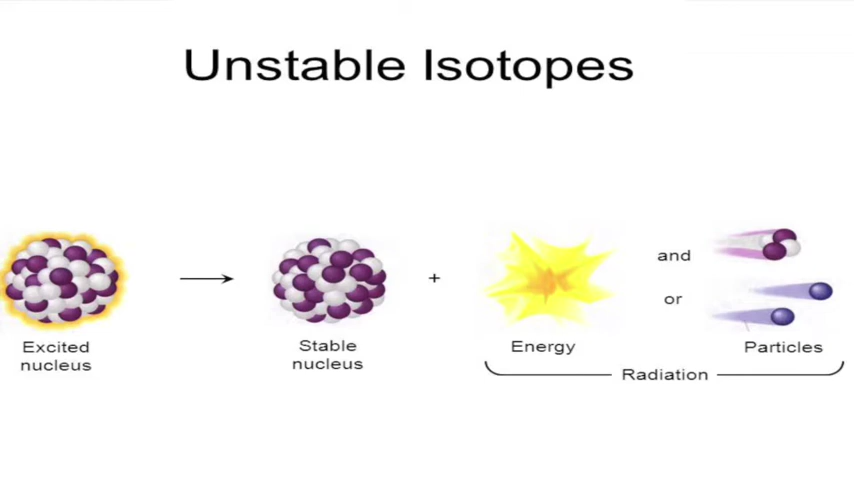 Unstable Isotopes
and
+
or
Excited
nucleus
Stable
nucleus
Energy
Particles
Radiation